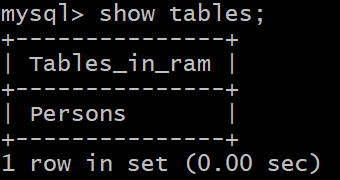 mysql> show tables;
+---------------+
| Tables_in_ram |
+---------------+
| Persons       |
+---------------+
1 row in set (0.00 sec)